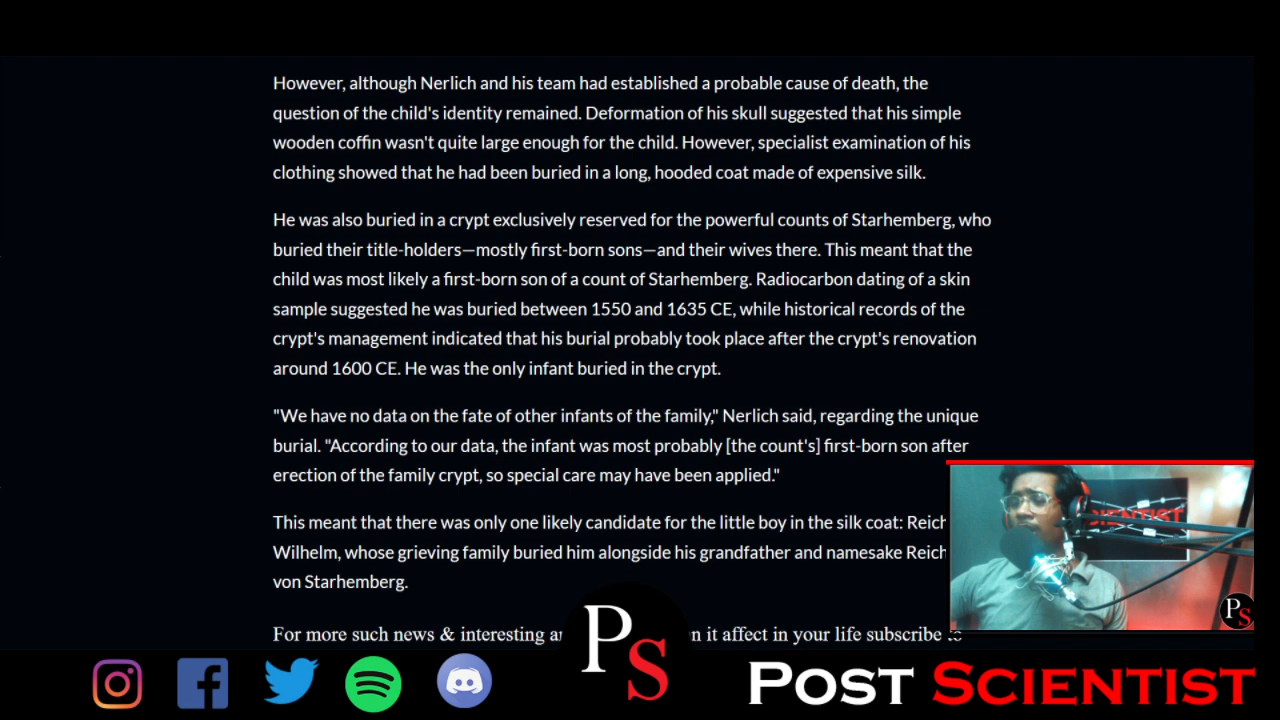 However, although Nerlich and his team had established a probable cause of death, the
question of the child's identity remained. Deformation of his skull suggested that his simple
wooden coffin wasn't quite large enough for the child. However, specialist examination of his
clothing showed that he had been buried in a long, hooded coat made of expensive silk.
He was also buried in a crypt exclusively reserved for the powerful counts of Starhemberg, who
buried their title-holders—mostly first-born sons—and their wives there. This meant that the
child was most likely a first-born son of a count of Starhemberg. Radiocarbon dating of a skin
sample suggested he was buried between 1550 and 1635 CE, while historical records of the
crypt's management indicated that his burial probably took place after the crypt's renovation
around 1600 CE. He was the only infant buried in the crypt.
"We have no data on the fate of other infants of the family," Nerlich said, regarding the unique
burial. "According to our data, the infant was most probably [the count's] first-born son after
erection of the family crypt, so special care may have been applied."
This meant that there was only one likely candidate for the little boy in the silk coat: Reich
Wilhelm, whose grieving family buried him alongside his grandfather and namesake Reich
von Starhemberg.
For more such news & interesting it affect in your life subscribe
PS
POST SCIENTIST
PS